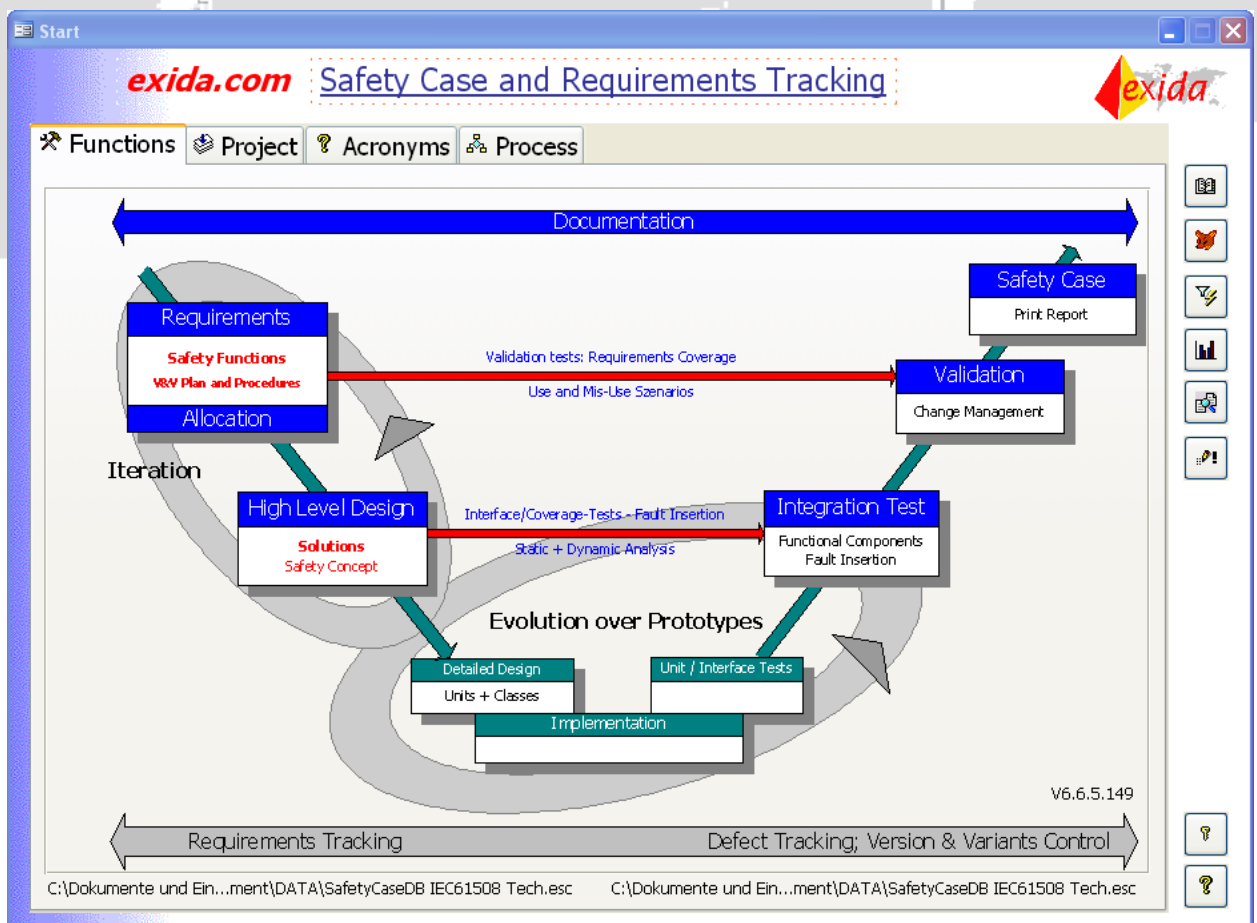 Start
exida.com Safety Case and Requirements Tracking
exida
Functions Project Acronyms Process
Documentation
Safety Case
Print Report
Requirements
Safety Functions
V&V Plan and Procedures
Allocation
Validation tests: Requirements Coverage
Use and Mis-Use Szenarios
Validation
Change Management
Iteration
High Level Design
Solutions
Safety Concept
Interface/Coverage-Tests - Fault Insertion
Static + Dynamic Analysis
Integration Test
Functional Components
Fault Insertion
Evolution over Prototypes
Detailed Design
Units + Classes
Unit / Interface Tests
Implementation
V6.6.5.149
Requirements Tracking
Defect Tracking; Version & Variants Control
C:\Dokumente und Ein...ment\DATA\SafetyCaseDB IEC61508 Tech.esc
C:\Dokumente und Ein...ment\DATA\SafetyCaseDB IEC61508 Tech.esc